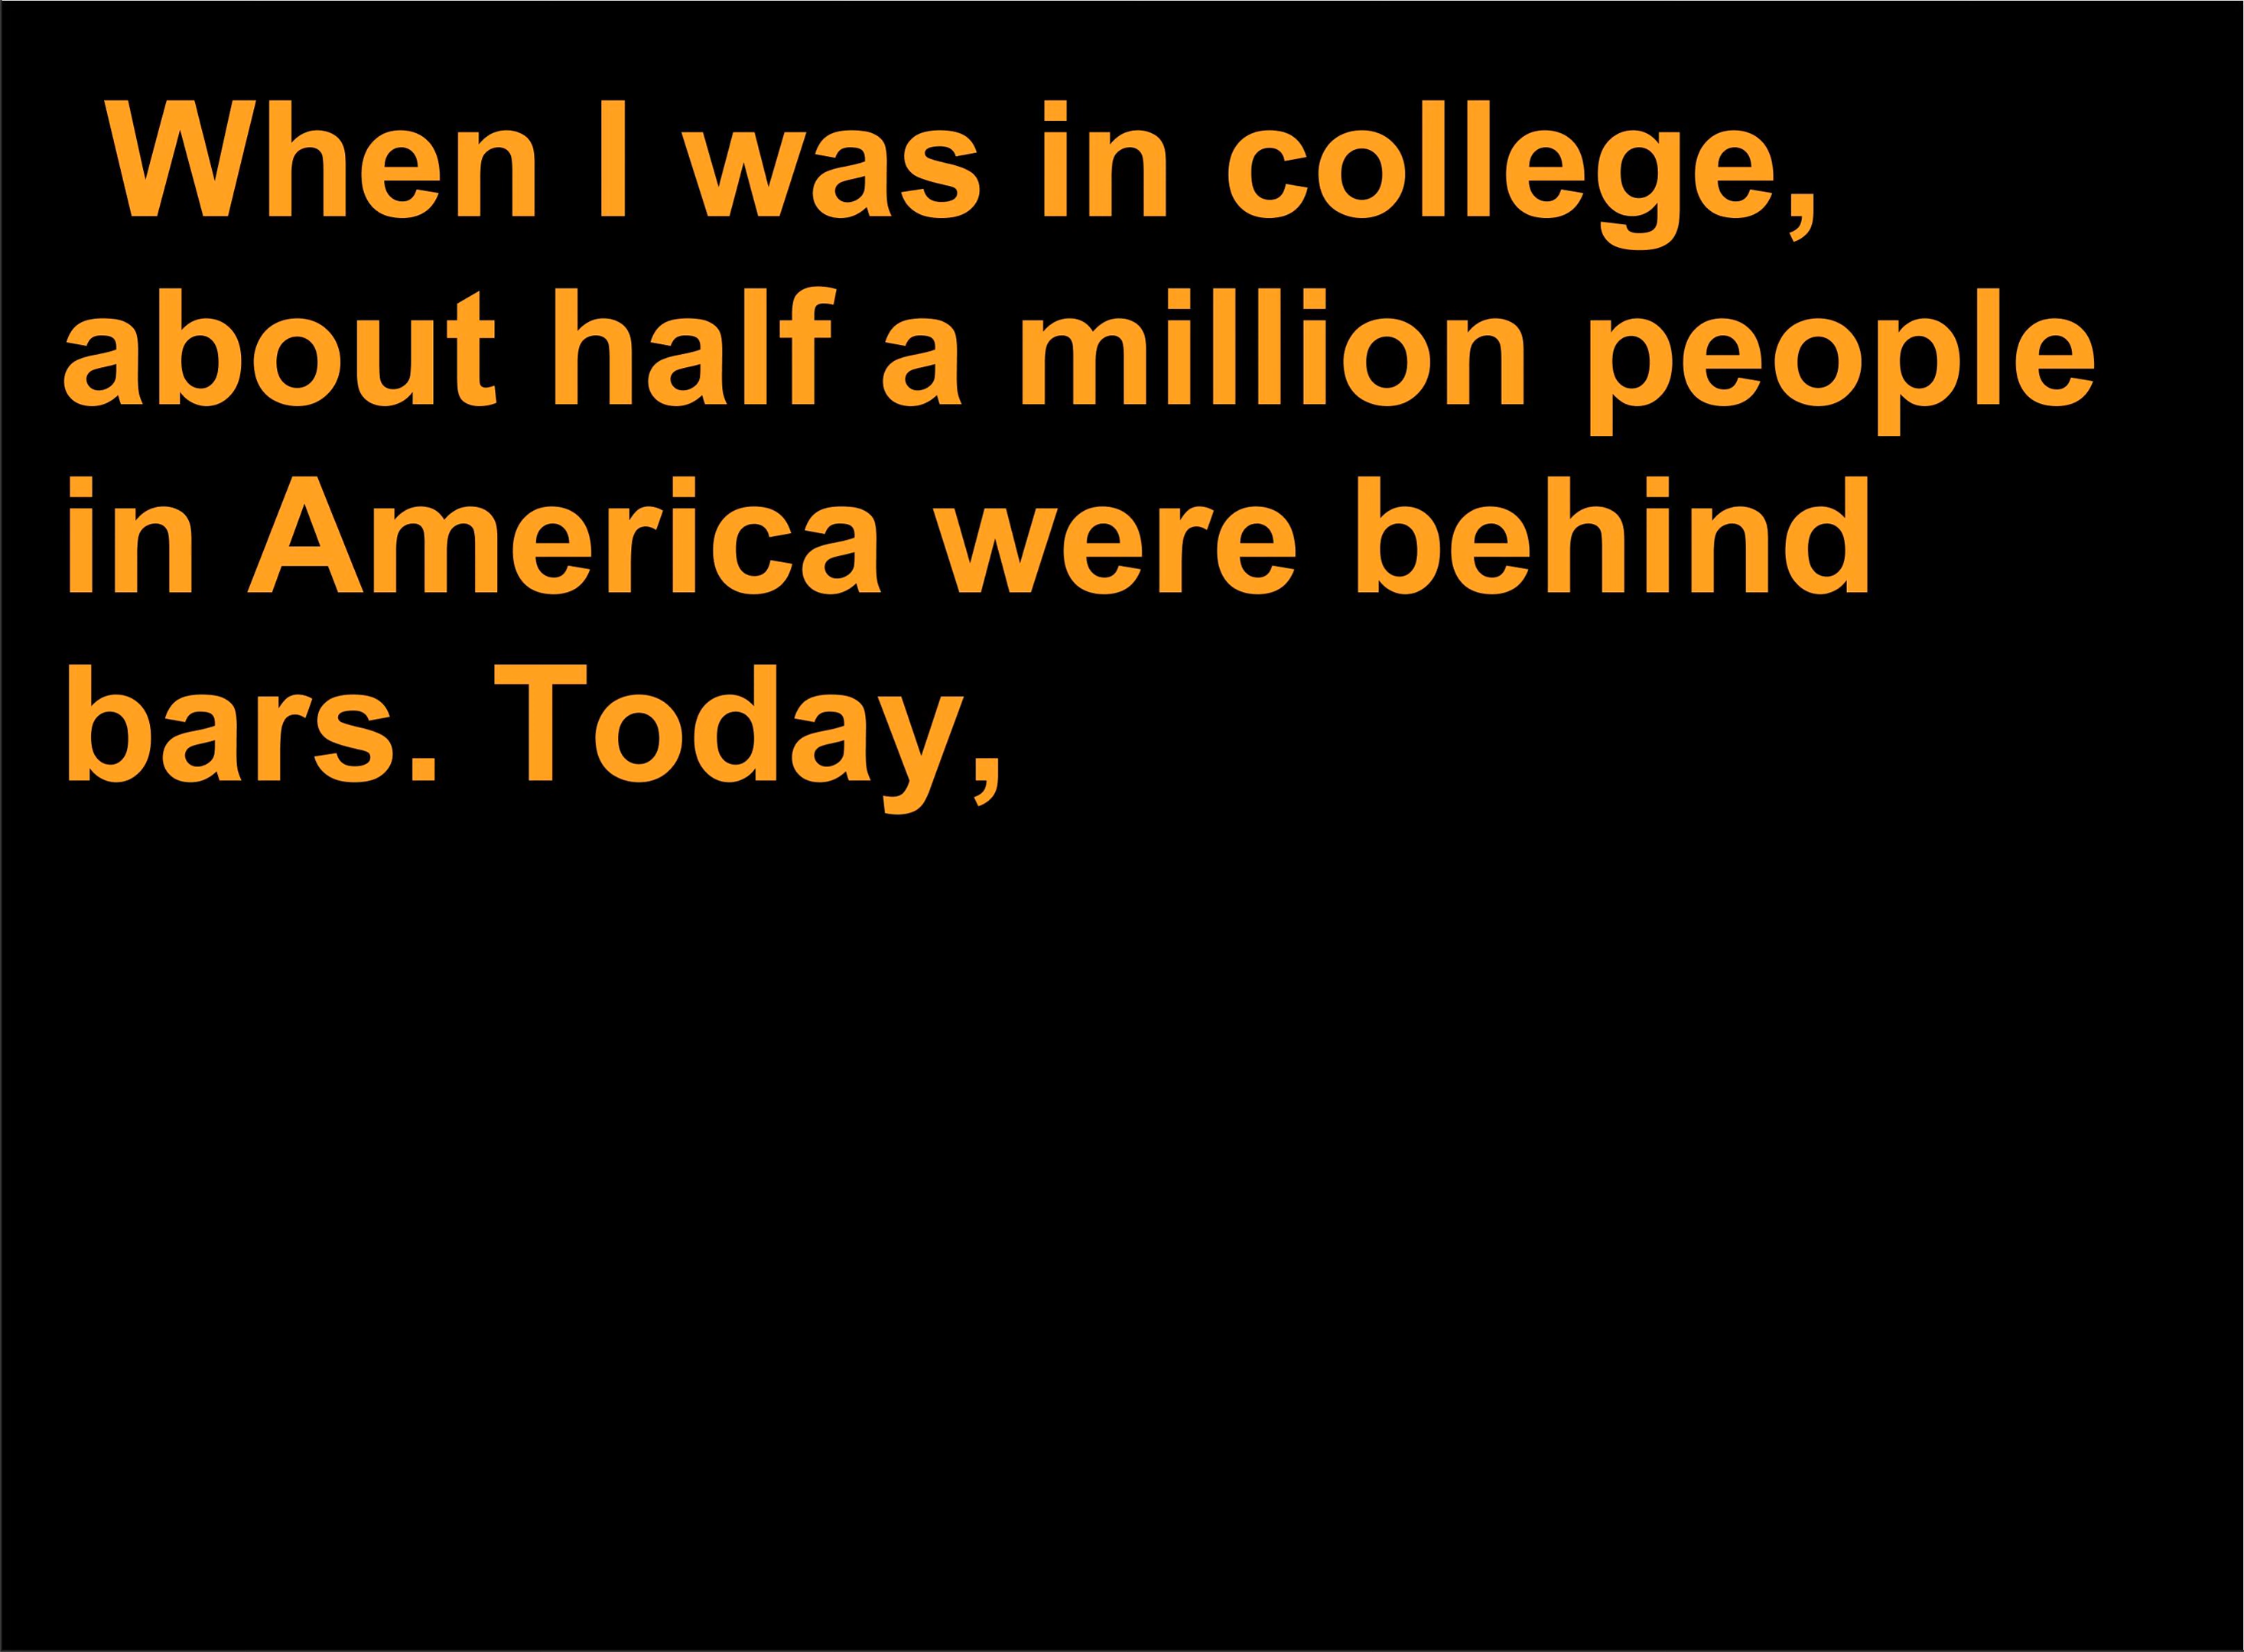 When I was in college,
about half a million people
in America were behind
bars. Today,